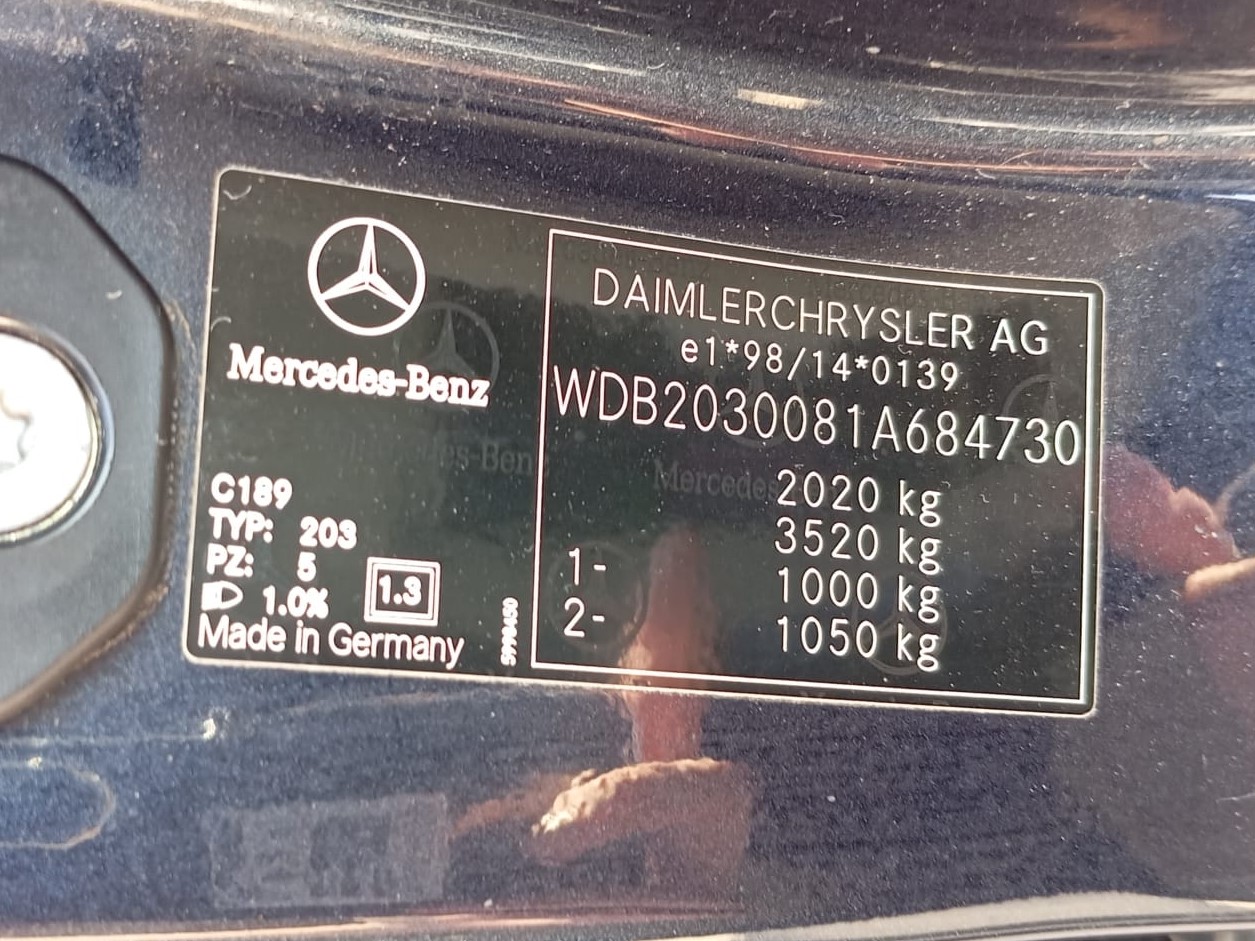 Mercedes-Benz
C189
TYP: 203
PZ: 5
1.0%
1.3
Made in Germany
5990450
DAIMLERCHRYSLER AG
e1*98/14*0139
WDB2030081A684730
2020 kg
3520 kg
1- 1000 kg
2- 1050 kg